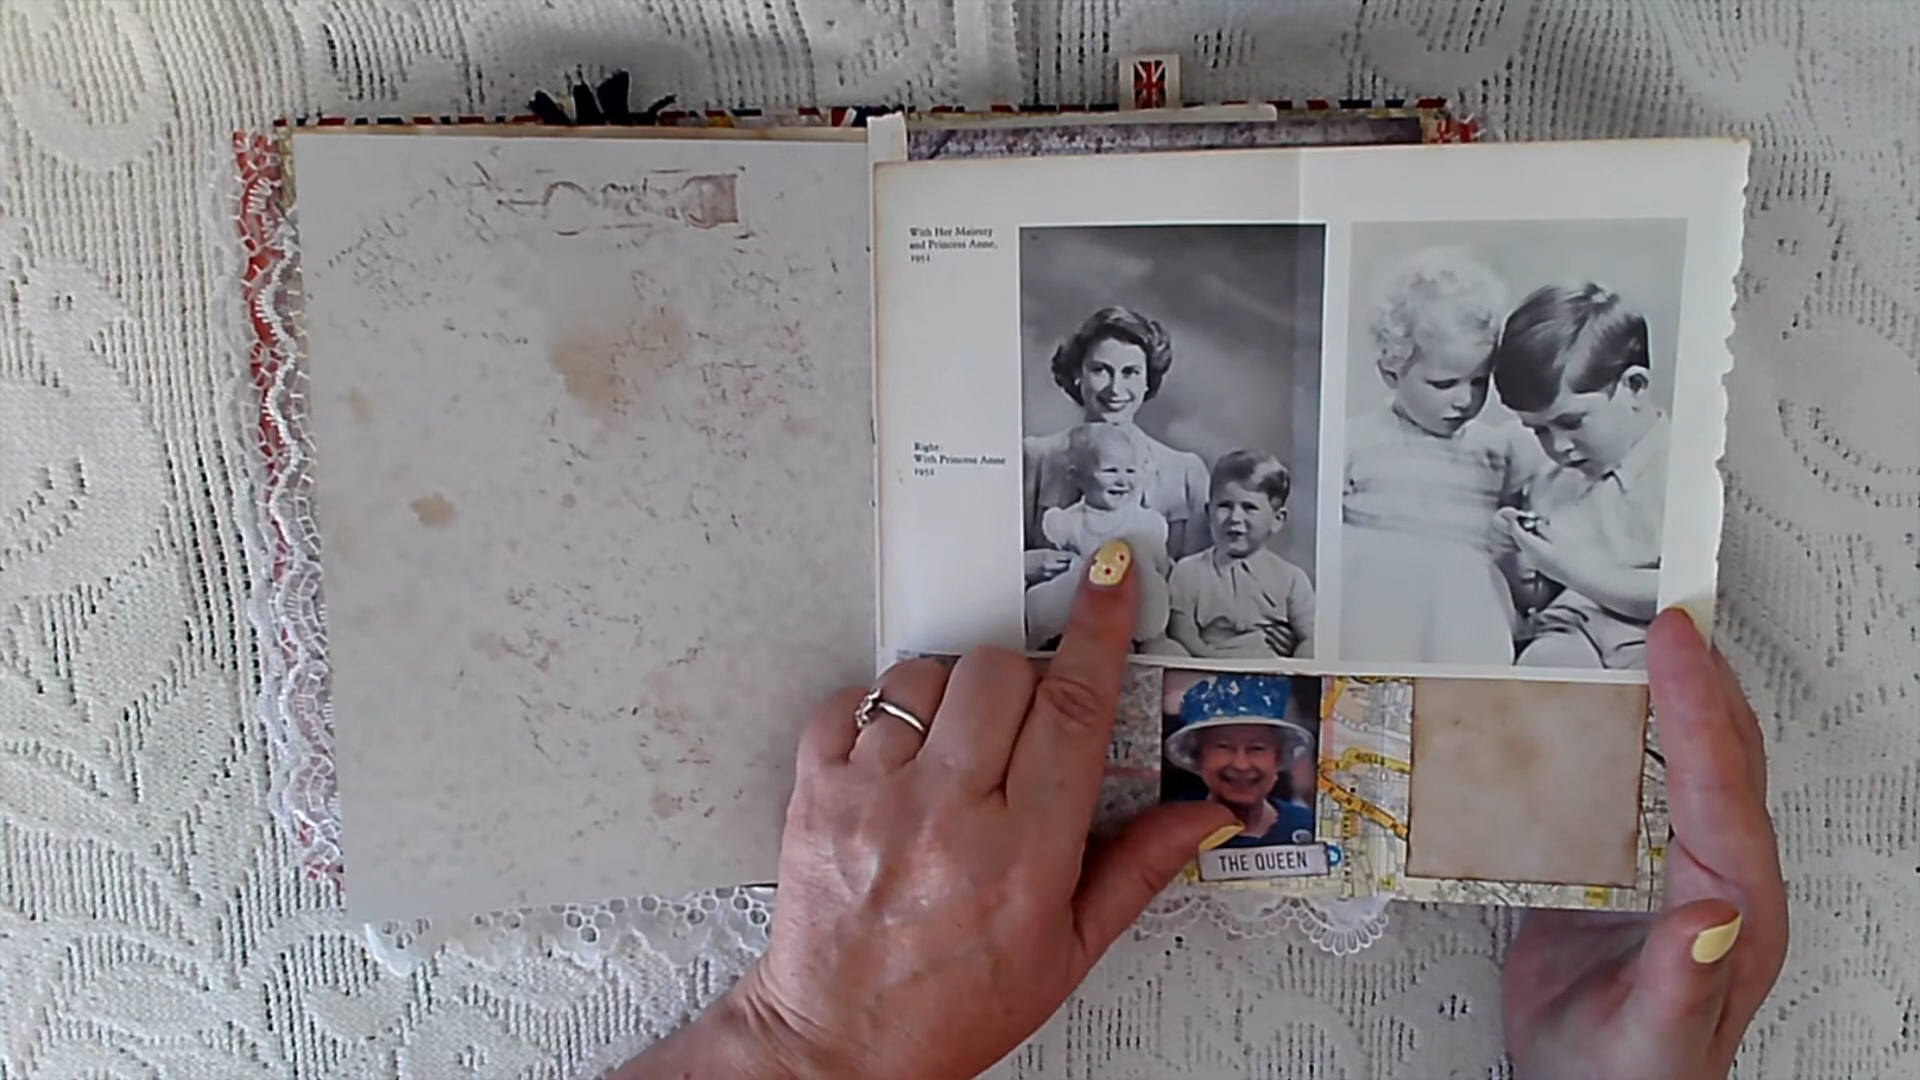 With Her Majesty
and Princess Anne,
1951
Right:
With Princess Anne
1952
THE QUEEN